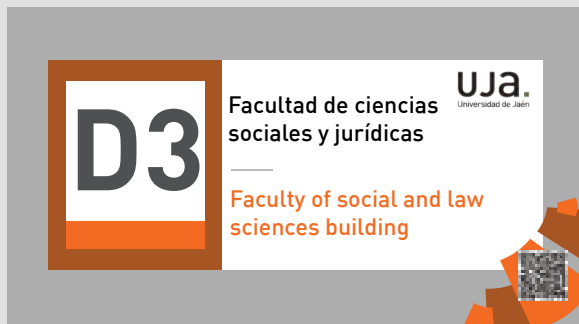 D3
Facultad de ciencias
sociales y jurídicas
uja.
Universidad de Jaén
Faculty of social and law
sciences building